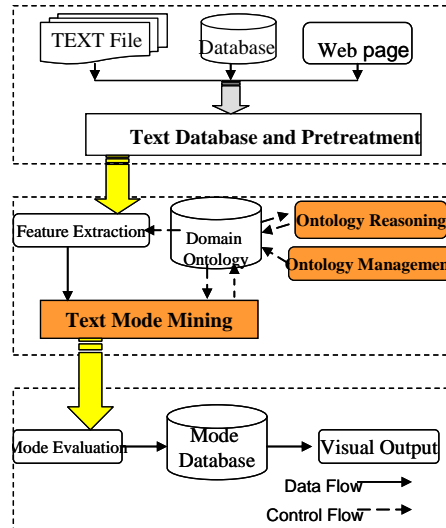 TEXT File
Database
Web page
Text Database and Pretreatment
Feature Extraction
Domain
Ontology
Ontology Reasoning
Ontology Management
Text Mode Mining
Mode Evaluation
Mode
Database
Visual Output
Data Flow
Control Flow